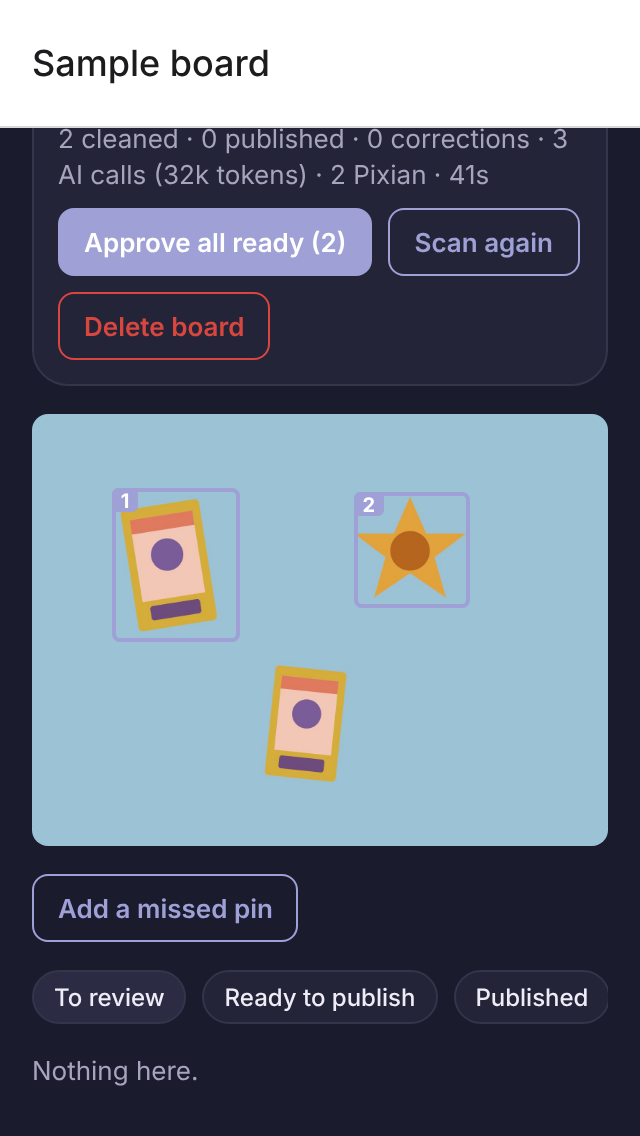 Sample board
2 cleaned · 0 published · 0 corrections · 3
AI calls (32k tokens) · 2 Pixian · 41s
Approve all ready (2)
Scan again
Delete board
1
2
Add a missed pin
To review
Ready to publish
Published
Nothing here.